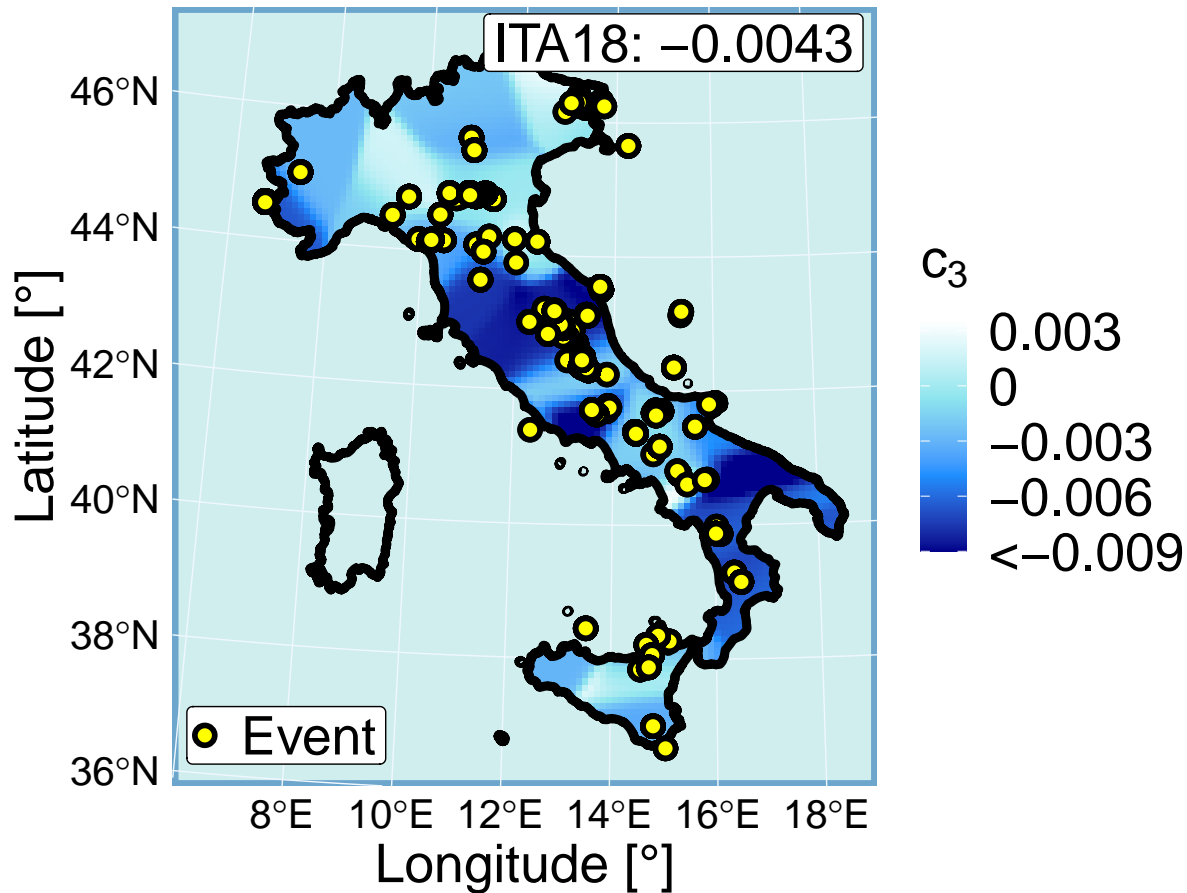 ITA18: −0.0043
46°N
44°N
42°N
40°N
38°N
36°N
Latitude [°]
Event
8°E 10°E 12°E 14°E 16°E 18°E
Longitude [°]
c₃
0.003
0
−0.003
−0.006
<−0.009